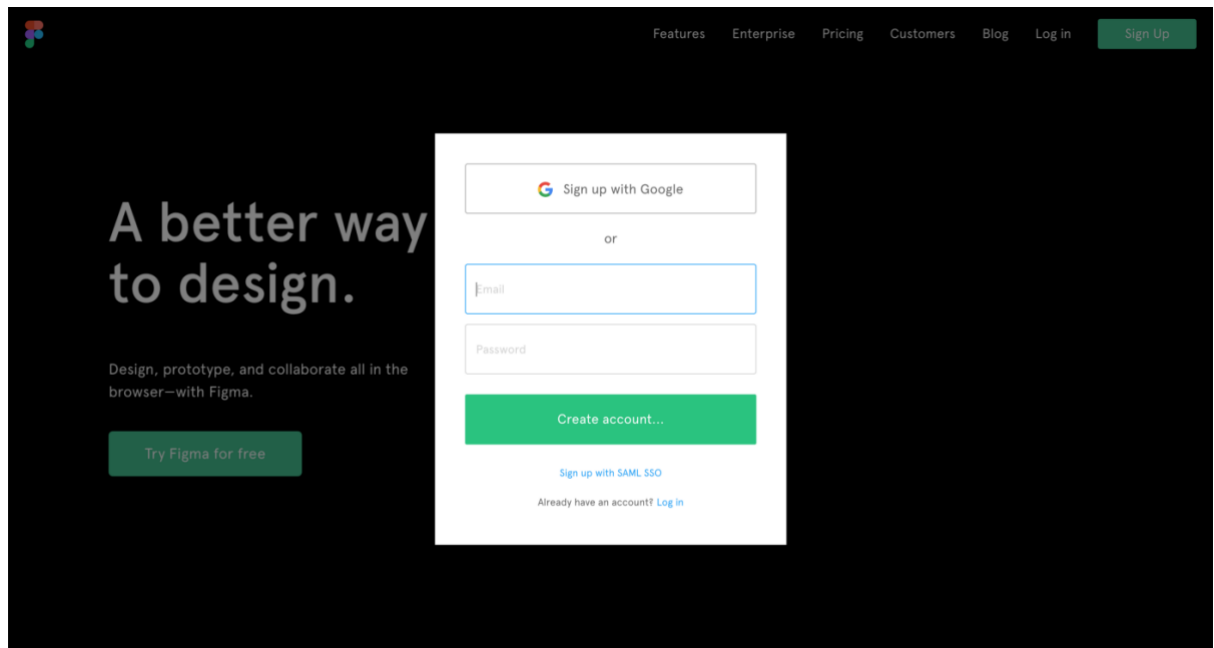 Features Enterprise Pricing Customers Blog Log in Sign Up
A better way
to design.
Design, prototype, and collaborate all in the
browser—with Figma.
Try Figma for free
Sign up with Google
or
Email
Password
Create account...
Sign up with SAML SSO
Already have an account? Log in